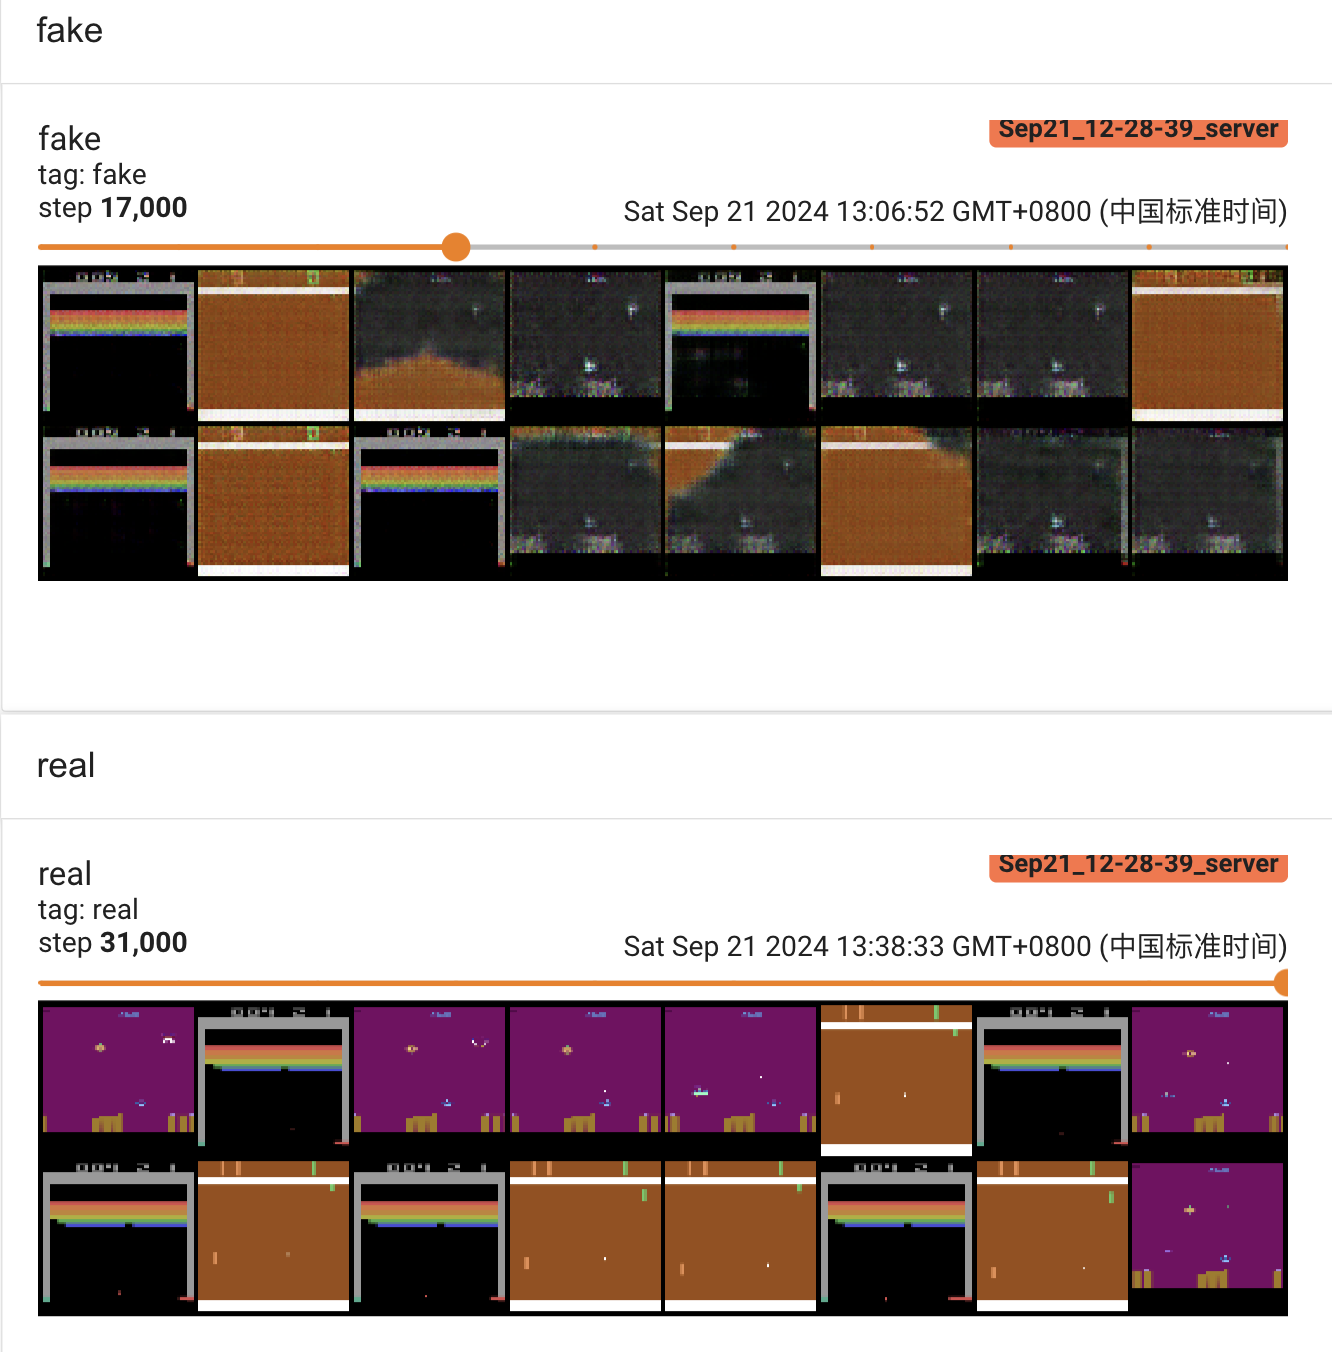 fake
fake
Sep21_12-28-39_server
tag: fake
step 17,000
Sat Sep 21 2024 13:06:52 GMT+0800 (中国标准时间)
real
real
Sep21_12-28-39_server
tag: real
step 31,000
Sat Sep 21 2024 13:38:33 GMT+0800 (中国标准时间)